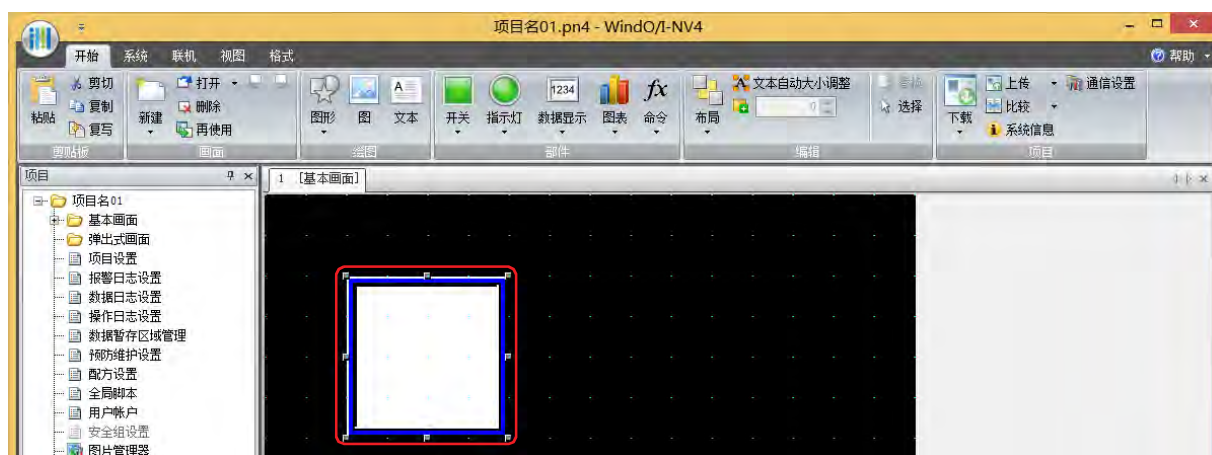 项目名01.pn4 - WindO/I-NV4
开始 系统 联机 视图 格式 帮助
剪切 打开 文本自动大小调整 上传 通信设置
复制 删除 0 选择 比较
粘贴 复写 新建 再使用 图形 图 文本 开关 指示灯 1234 数据显示 图表 fx 命令 布局 下载 系统信息
剪贴板 画面 绘图 部件 编辑 项目
项目 1 [基本画面]
项目名01
基本画面
弹出式画面
项目设置
报警日志设置
数据日志设置
操作日志设置
数据暂存区域管理
预防维护设置
配方设置
全局脚本
用户帐户
安全组设置
图片管理器